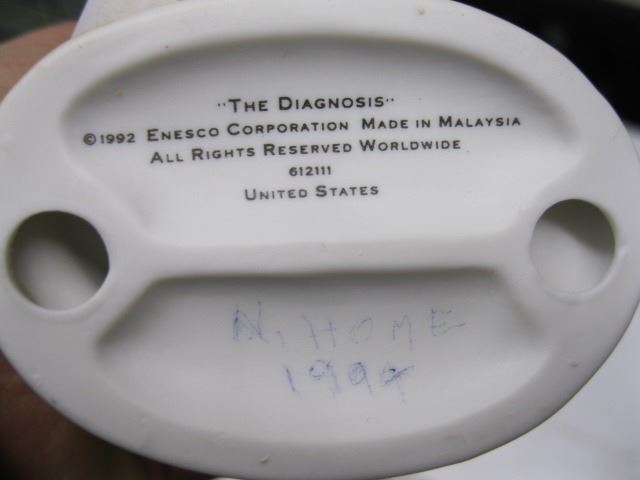 "The Diagnosis"
©1992 Enesco Corporation Made in Malaysia
All Rights Reserved Worldwide
612111
United States
N. HOME
1994